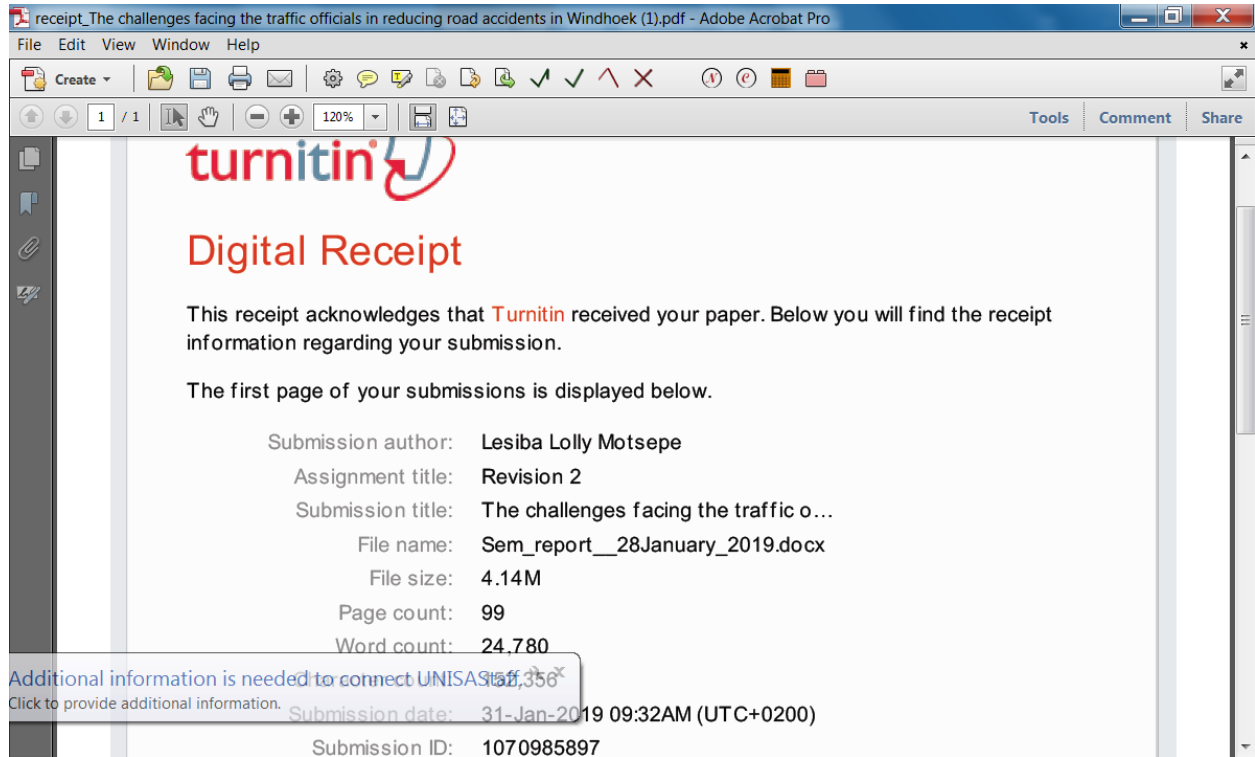 receipt_The challenges facing the traffic officials in reducing road accidents in Windhoek (1).pdf - Adobe Acrobat Pro
File Edit View Window Help
Create
1 / 1 120% Tools Comment Share
turnitin
Digital Receipt
This receipt acknowledges that Turnitin received your paper. Below you will find the receipt
information regarding your submission.
The first page of your submissions is displayed below.
Submission author: Lesiba Lolly Motsepe
Assignment title: Revision 2
Submission title: The challenges facing the traffic o...
File name: Sem_report__28January_2019.docx
File size: 4.14M
Page count: 99
Word count: 24,780
Additional information is needed to connect UNISAStaff.
Click to provide additional information.
Submission date: 31-Jan-2019 09:32AM (UTC+0200)
Submission ID: 1070985897